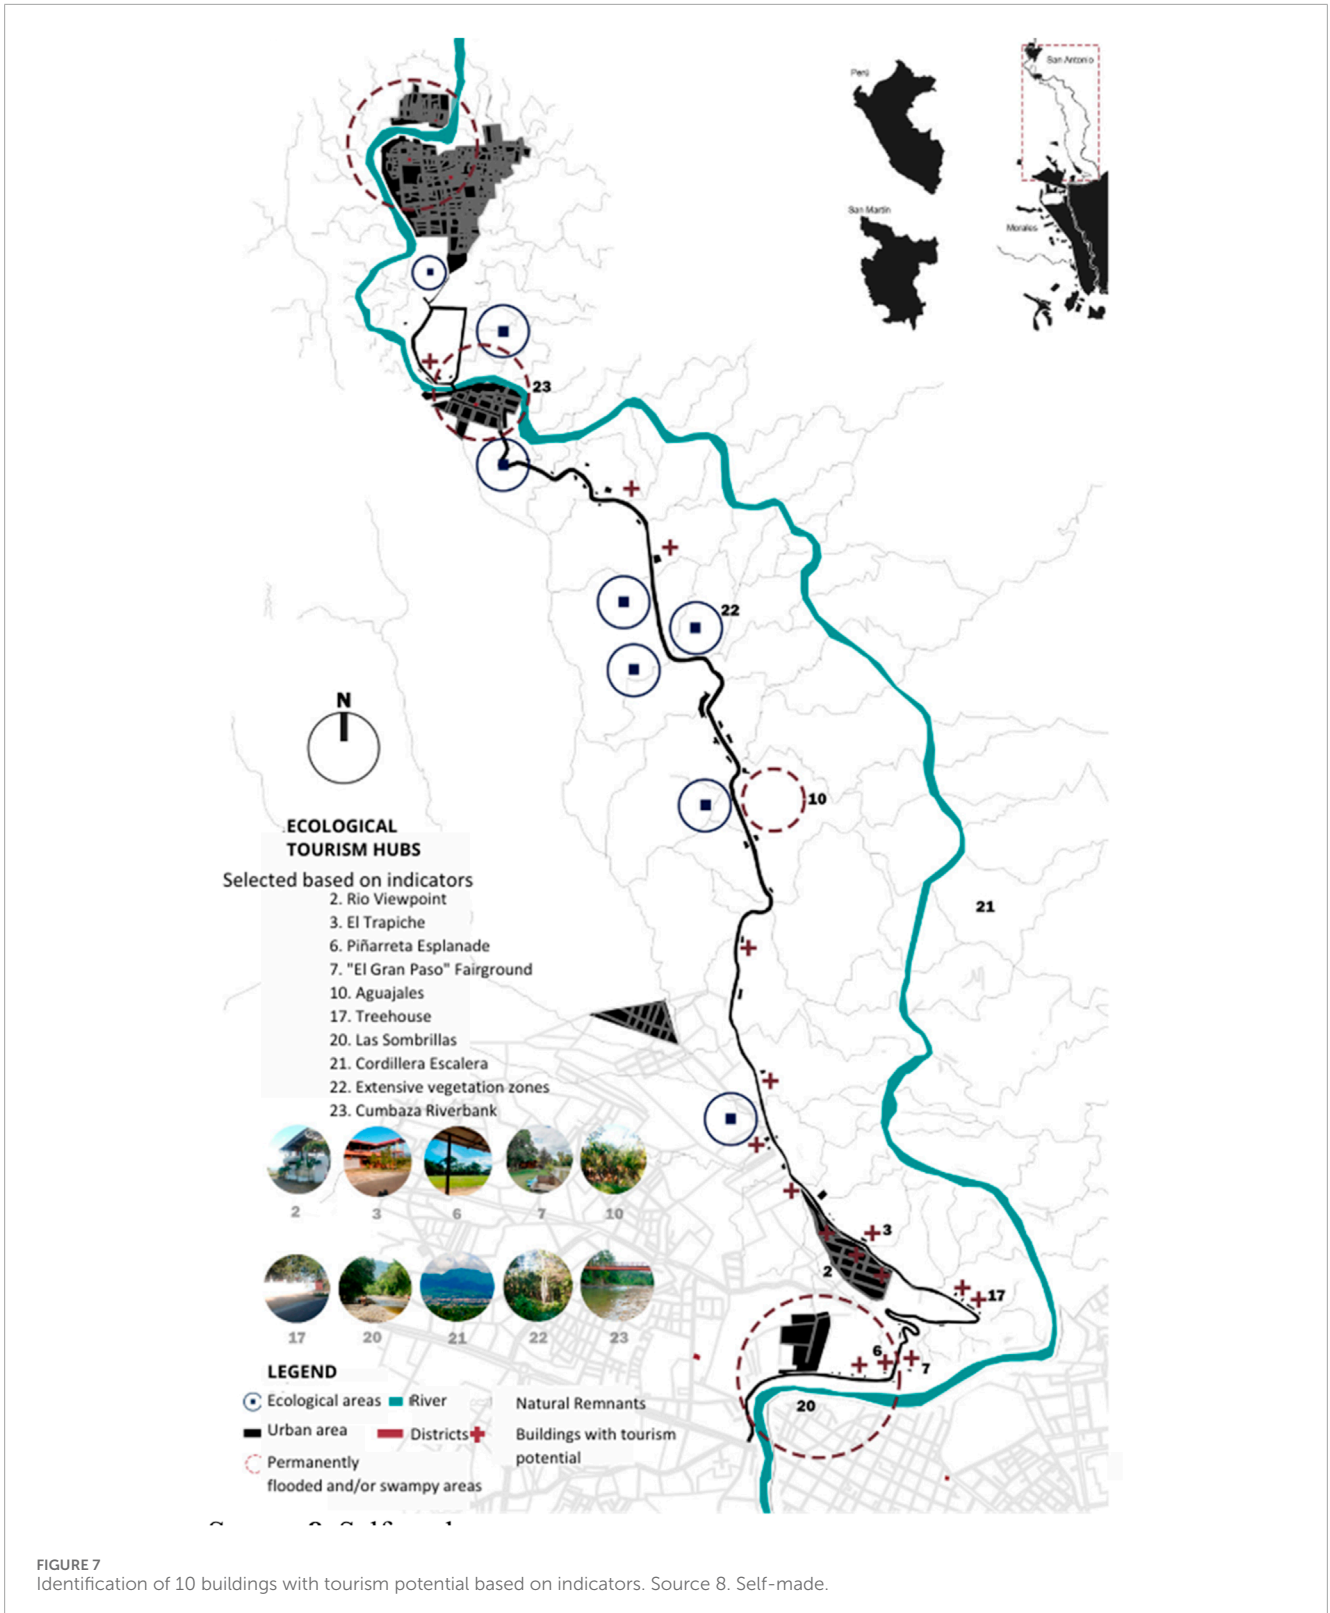 Perú
San Antonio
San Martín
Morales
23
22
10
21
N
ECOLOGICAL
TOURISM HUBS
Selected based on indicators
2. Rio Viewpoint
3. El Trapiche
6. Piñarreta Esplanade
7. "El Gran Paso" Fairground
10. Aguajales
17. Treehouse
20. Las Sombrillas
21. Cordillera Escalera
22. Extensive vegetation zones
23. Cumbaza Riverbank
2 3 6 7 10
17 20 21 22 23
3
2
17
6
7
20
LEGEND
Ecological areas River Natural Remnants
Urban area Districts Buildings with tourism
potential
Permanently
flooded and/or swampy areas
FIGURE 7
Identification of 10 buildings with tourism potential based on indicators. Source 8. Self-made.